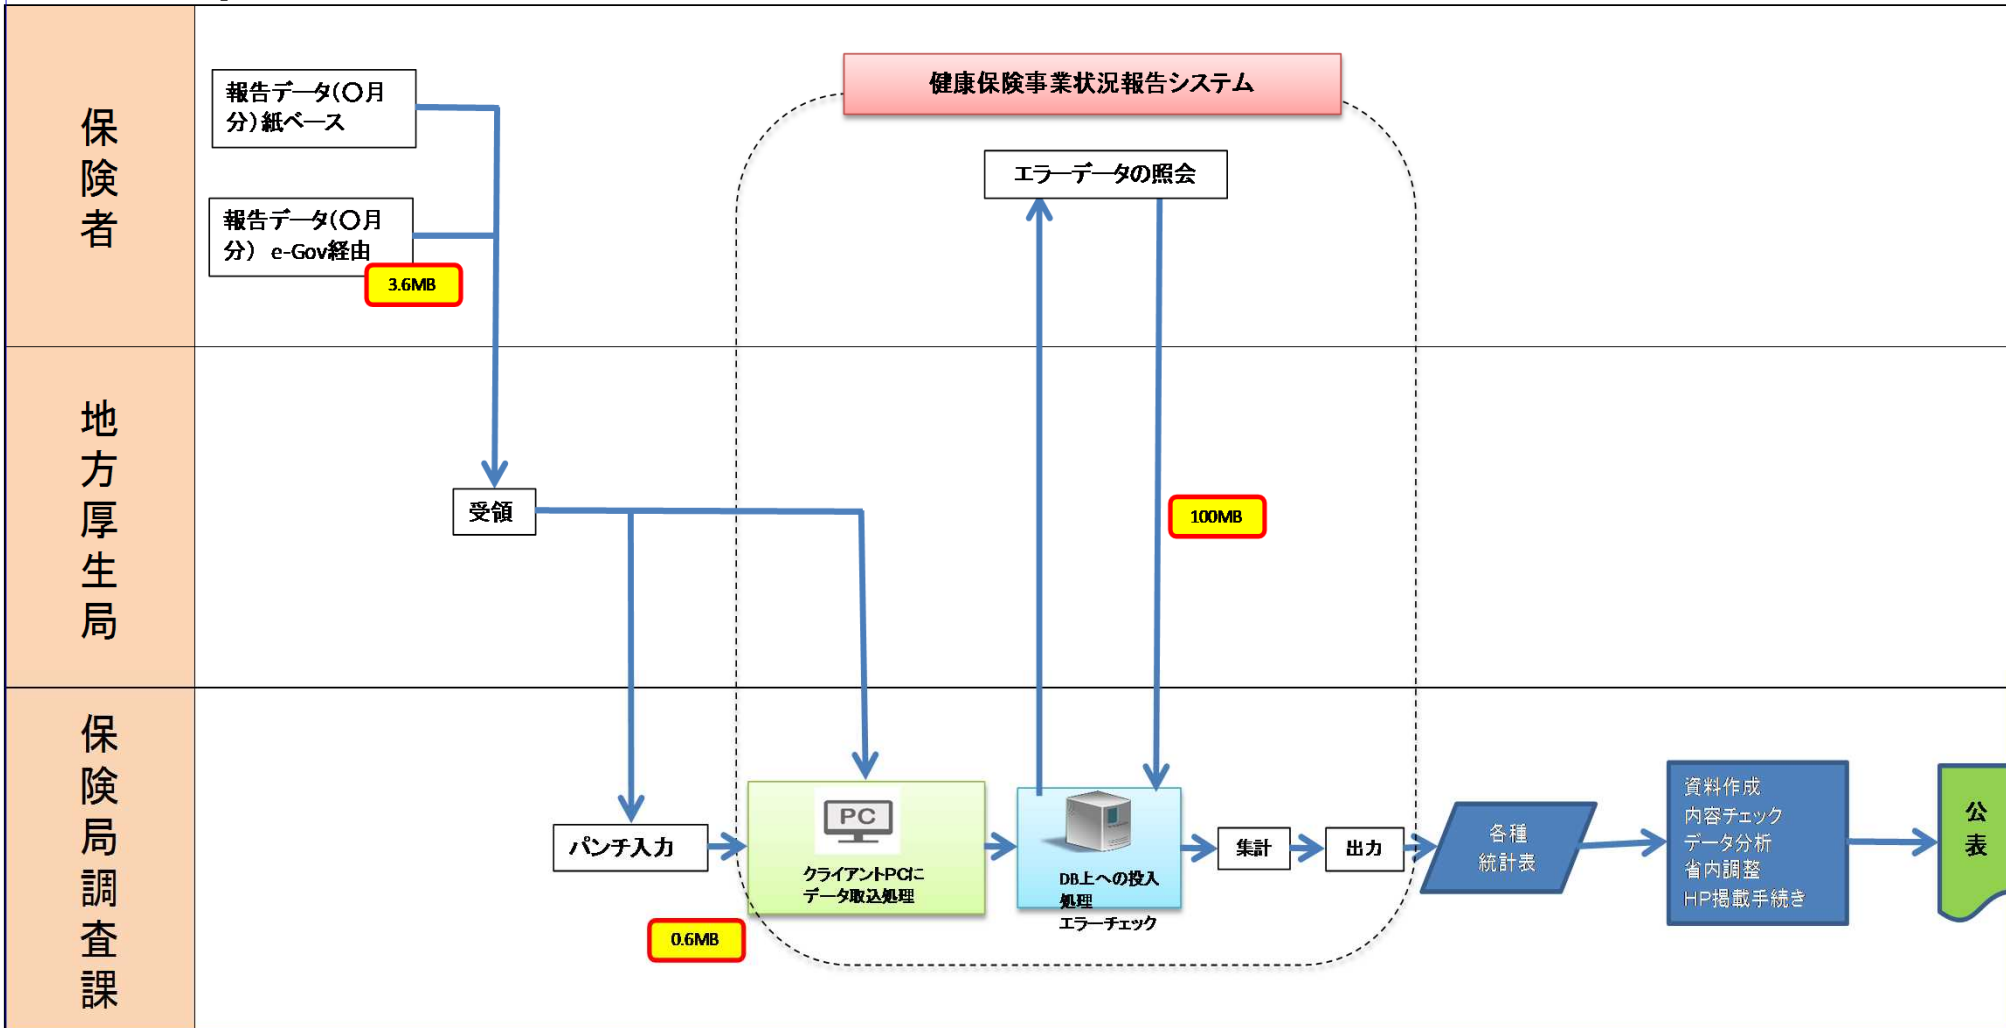 保険者
報告データ(〇月
分)紙ベース
報告データ(〇月
分) e-Gov経由
3.6MB
健康保険事業状況報告システム
エラーデータの照会
地方厚生局
受領
100MB
保険局調査課
パンチ入力
0.6MB
PC
クライアントPCに
データ取込処理
DB上への投入
処理
エラーチェック
集計
出力
各種
統計表
資料作成
内容チェック
データ分析
省内調整
HP掲載手続き
公表